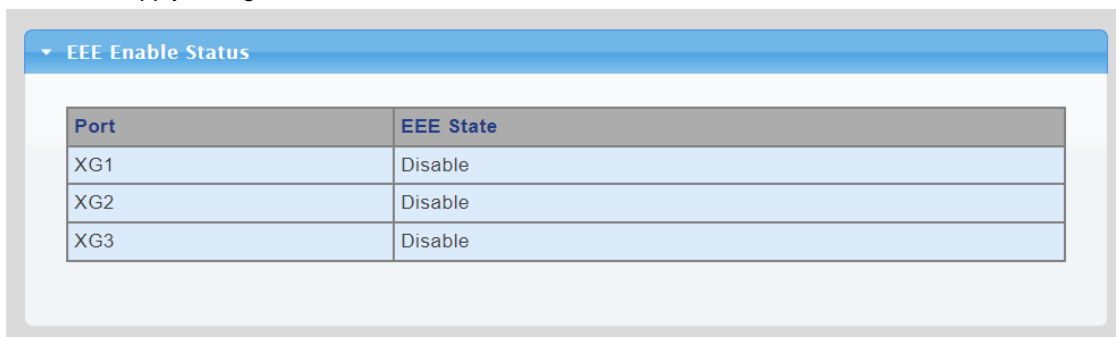 EEE Enable Status
Port EEE State
XG1 Disable
XG2 Disable
XG3 Disable